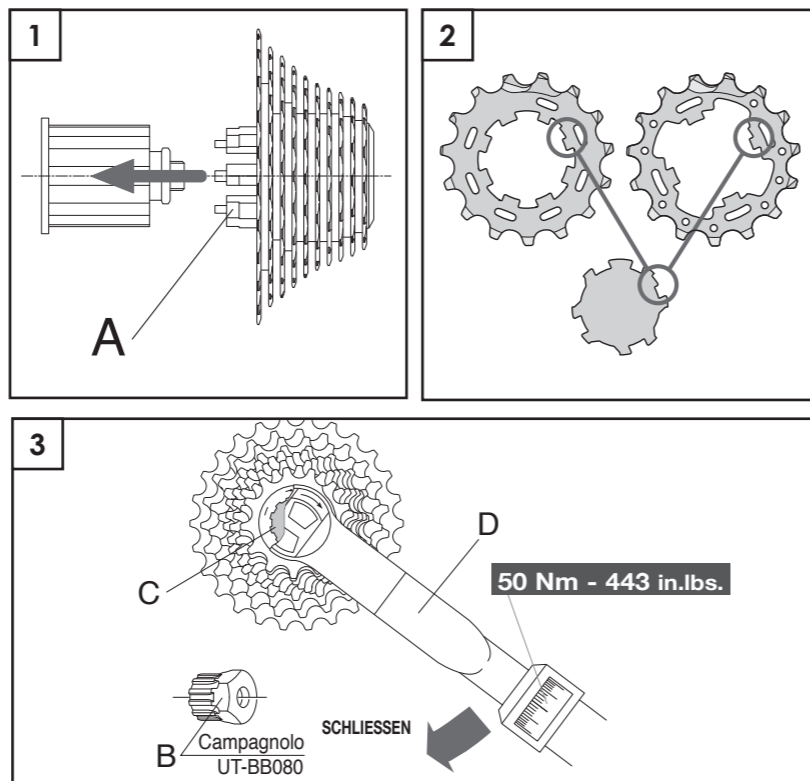 1
A
2
3
C
D
50 Nm - 443 in.lbs.
B
Campagnolo
UT-BB080
SCHLIESSEN